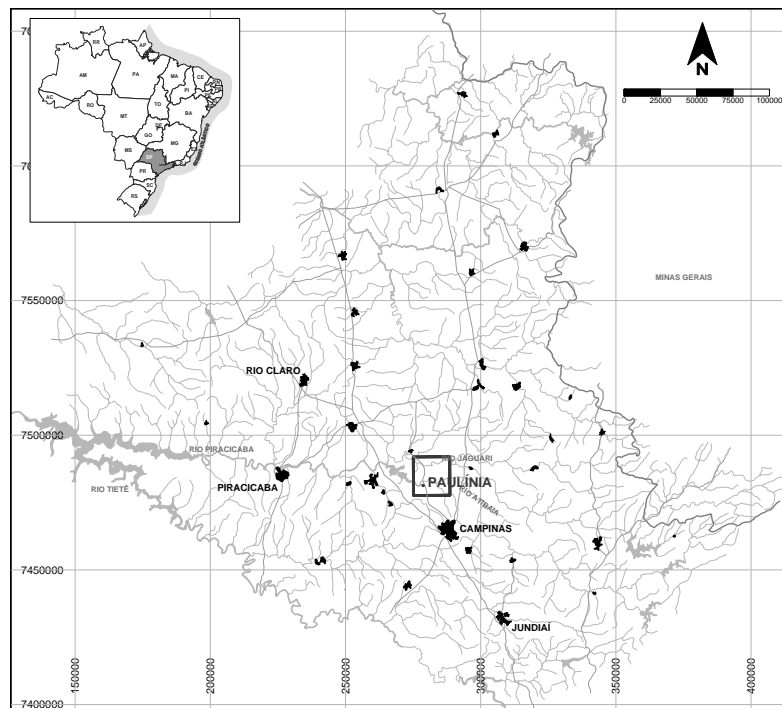 RR
AP
AM
PA
MA
CE
PI
AC
RO
TO
MT
BA
DF
GO
MG
MS
SP
PR
SC
RS
N
0 25000 50000 75000 100000
MINAS GERAIS
7550000
RIO CLARO
7500000
RIO PIRACICABA
RIO JAGUARI
PIRACICABA
RIO TIETÊ
PAULÍNIA
RIO ATIBAIA
CAMPINAS
7450000
JUNDIAÍ
7400000
150000
200000
250000
300000
350000
400000